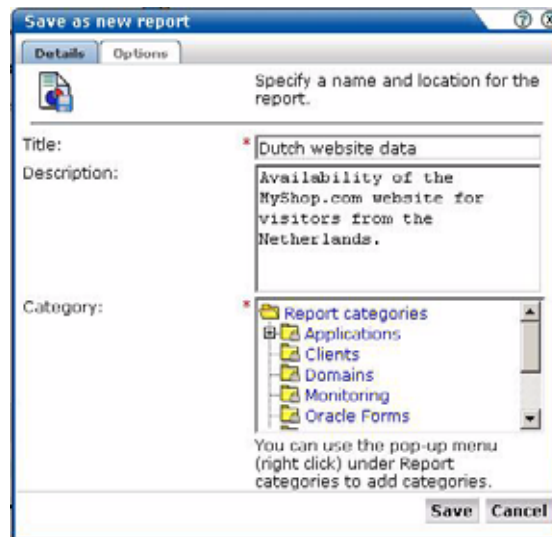 Save as new report
Details Options
Specify a name and location for the
report.
Title: * Dutch website data
Description: Availability of the
MyShop.com website for
visitors from the
Netherlands.
Category: * Report categories
Applications
Clients
Domains
Monitoring
Oracle Forms
You can use the pop-up menu
(right click) under Report
categories to add categories.
Save Cancel